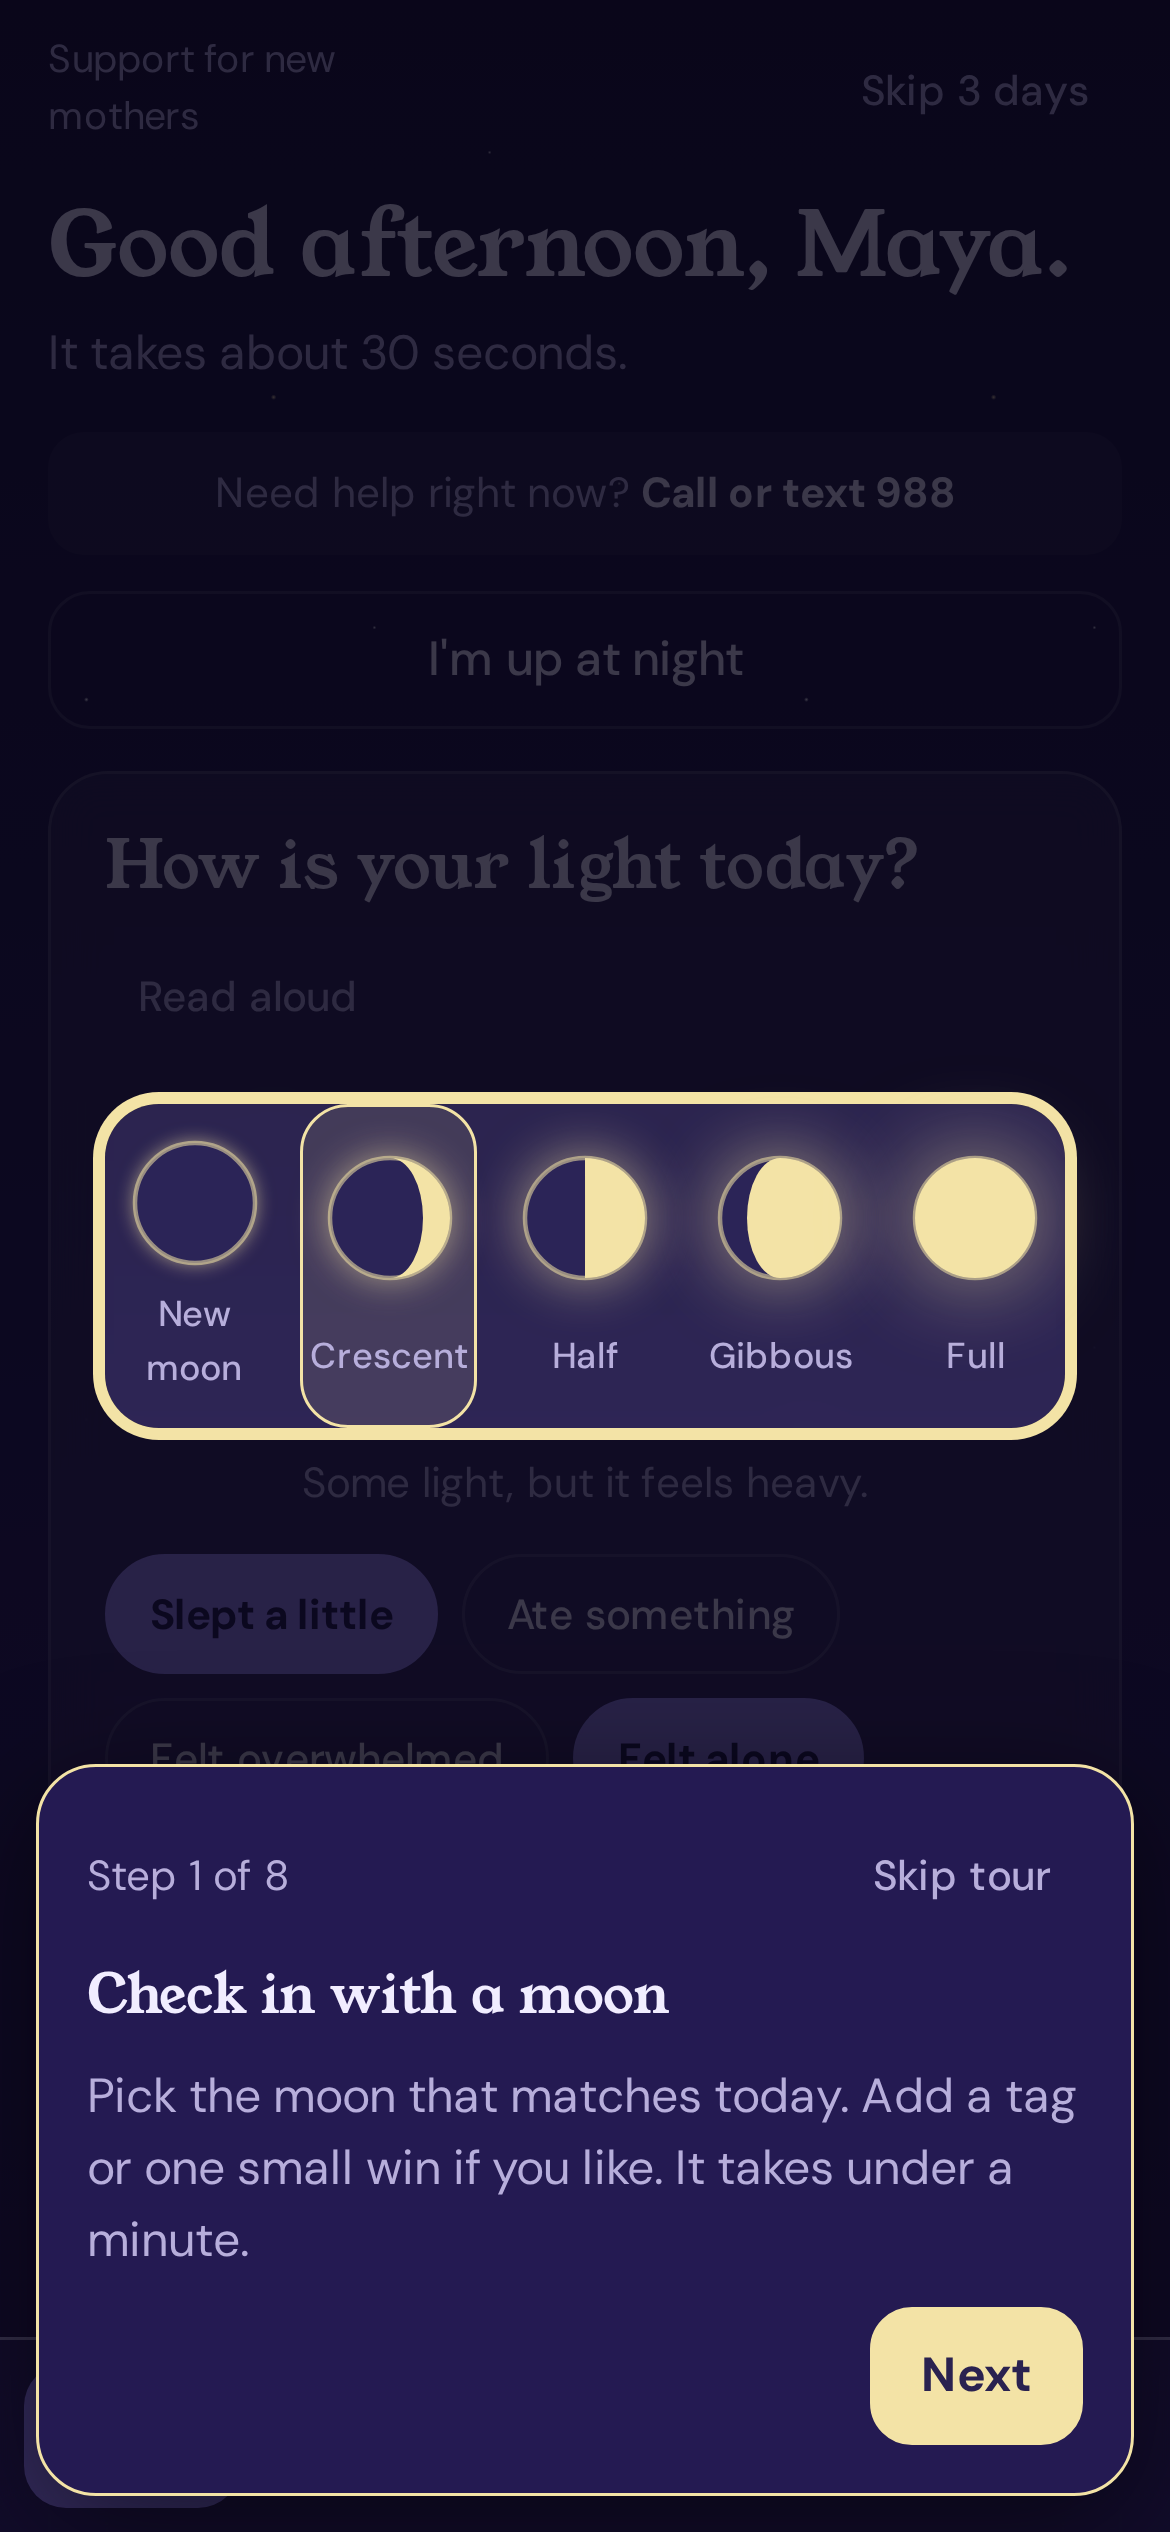 Support for new
mothers
Skip 3 days
Good afternoon, Maya.
It takes about 30 seconds.
Need help right now? Call or text 988
I'm up at night
How is your light today?
Read aloud
New
moon
Crescent
Half
Gibbous
Full
Some light, but it feels heavy.
Slept a little
Ate something
Felt overwhelmed
Felt alone
Step 1 of 8
Skip tour
Check in with a moon
Pick the moon that matches today. Add a tag
or one small win if you like. It takes under a
minute.
Next